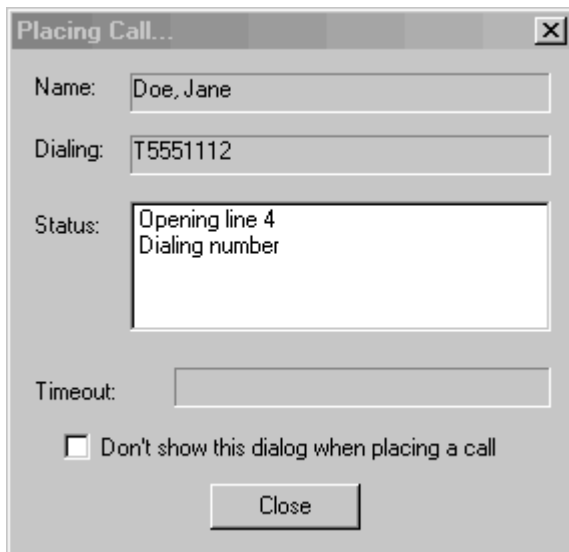 Placing Call...
Name: Doe, Jane
Dialing: T5551112
Status: Opening line 4
Dialing number
Timeout:
Don't show this dialog when placing a call
Close